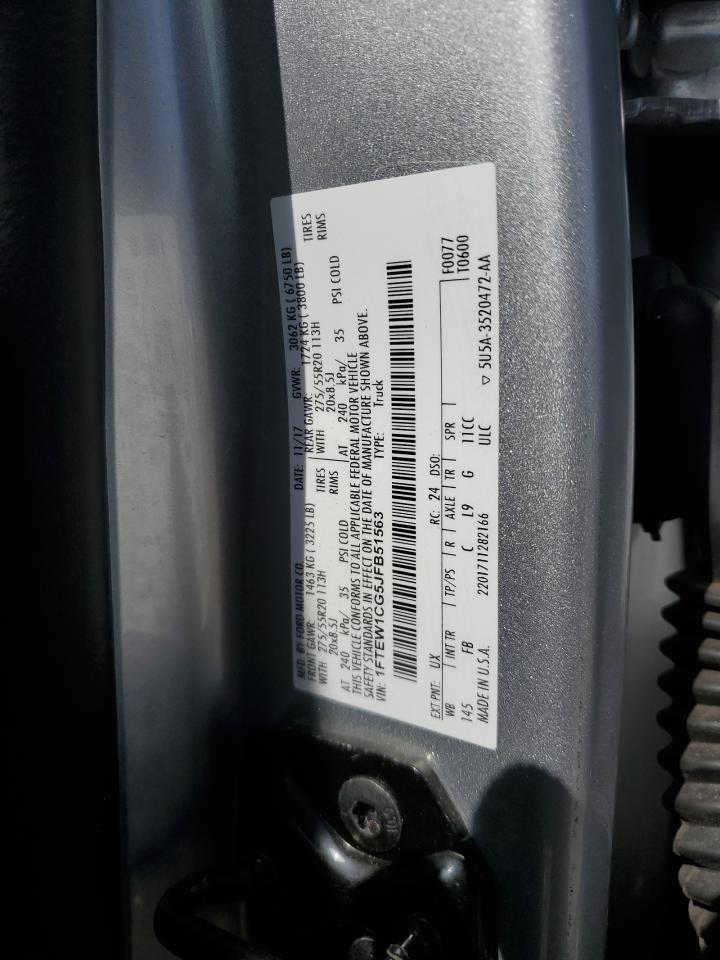 MFD. BY FORD MOTOR CO. DATE: 11/17 GVWR: 3062 KG ( 6750 LB)
FRONT GAWR: 1463 KG ( 3225 LB) REAR GAWR: 1724 KG ( 3800 LB)
WITH 275/55R20 113H TIRES WITH 275/55R20 113H TIRES
20x8.5J RIMS 20x8.5J RIMS
AT 240 kPa/ 35 PSI COLD AT 240 kPa/ 35 PSI COLD
THIS VEHICLE CONFORMS TO ALL APPLICABLE FEDERAL MOTOR VEHICLE
SAFETY STANDARDS IN EFFECT ON THE DATE OF MANUFACTURE SHOWN ABOVE.
VIN: 1FTEW1CG5JFB51563 TYPE: Truck
EXT PNT: UX RC: 24 DSO: F0077
WB INT TR TP/PS R AXLE TR SPR T0600
145 FB C L9 G 11CC
MADE IN U.S.A. 2201711282166 ULC ▽ 5U5A-3520472-AA
10.9